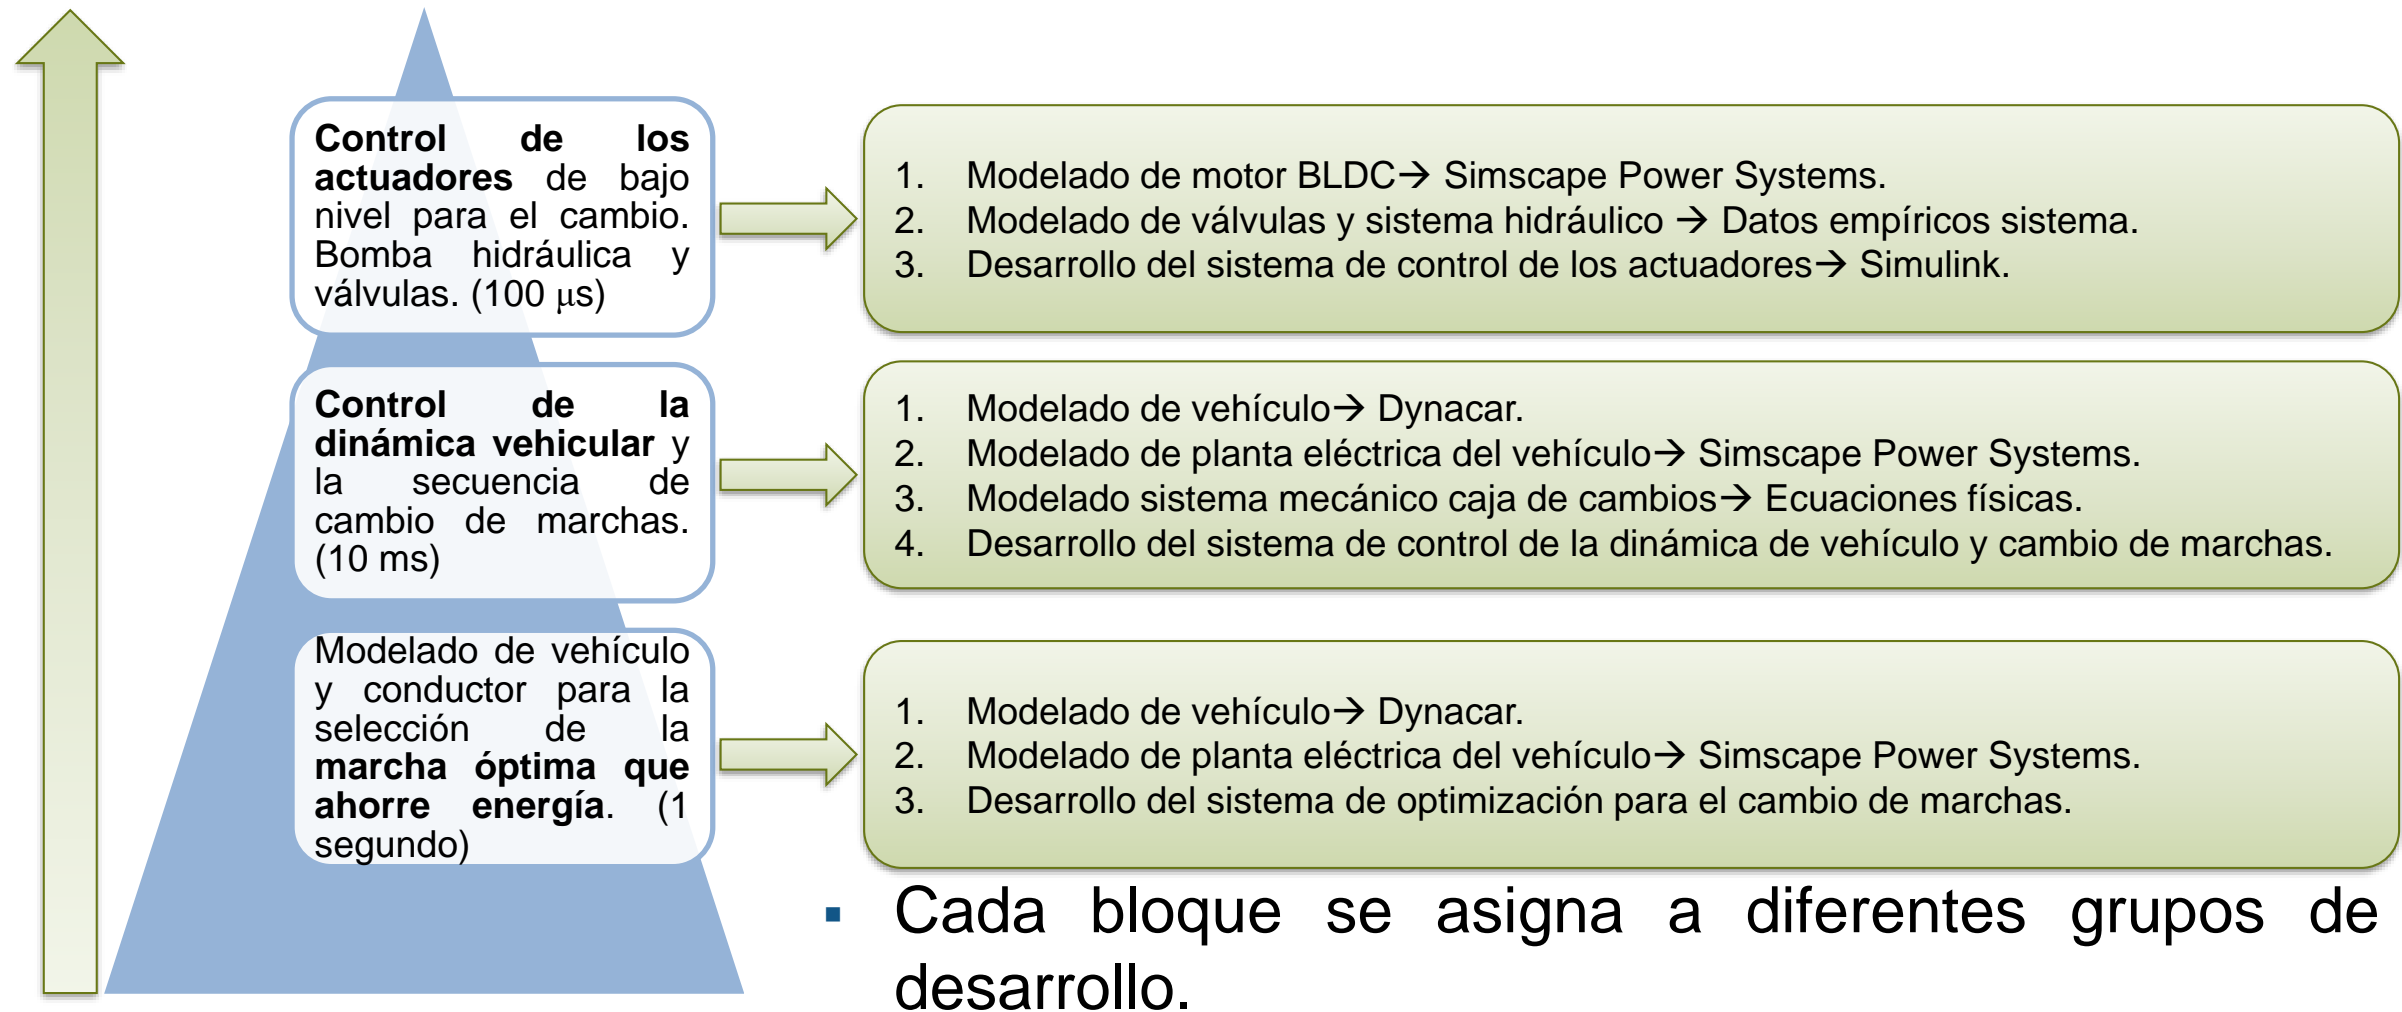 Control de los
actuadores de bajo
nivel para el cambio.
Bomba hidráulica y
válvulas. (100 μs)
1. Modelado de motor BLDC→ Simscape Power Systems.
2. Modelado de válvulas y sistema hidráulico → Datos empíricos sistema.
3. Desarrollo del sistema de control de los actuadores→ Simulink.
Control de la
dinámica vehicular y
la secuencia de
cambio de marchas.
(10 ms)
1. Modelado de vehículo→ Dynacar.
2. Modelado de planta eléctrica del vehículo→ Simscape Power Systems.
3. Modelado sistema mecánico caja de cambios→ Ecuaciones físicas.
4. Desarrollo del sistema de control de la dinámica de vehículo y cambio de marchas.
Modelado de vehículo
y conductor para la
selección de la
marcha óptima que
ahorre energía. (1
segundo)
1. Modelado de vehículo→ Dynacar.
2. Modelado de planta eléctrica del vehículo→ Simscape Power Systems.
3. Desarrollo del sistema de optimización para el cambio de marchas.
▪ Cada bloque se asigna a diferentes grupos de
desarrollo.